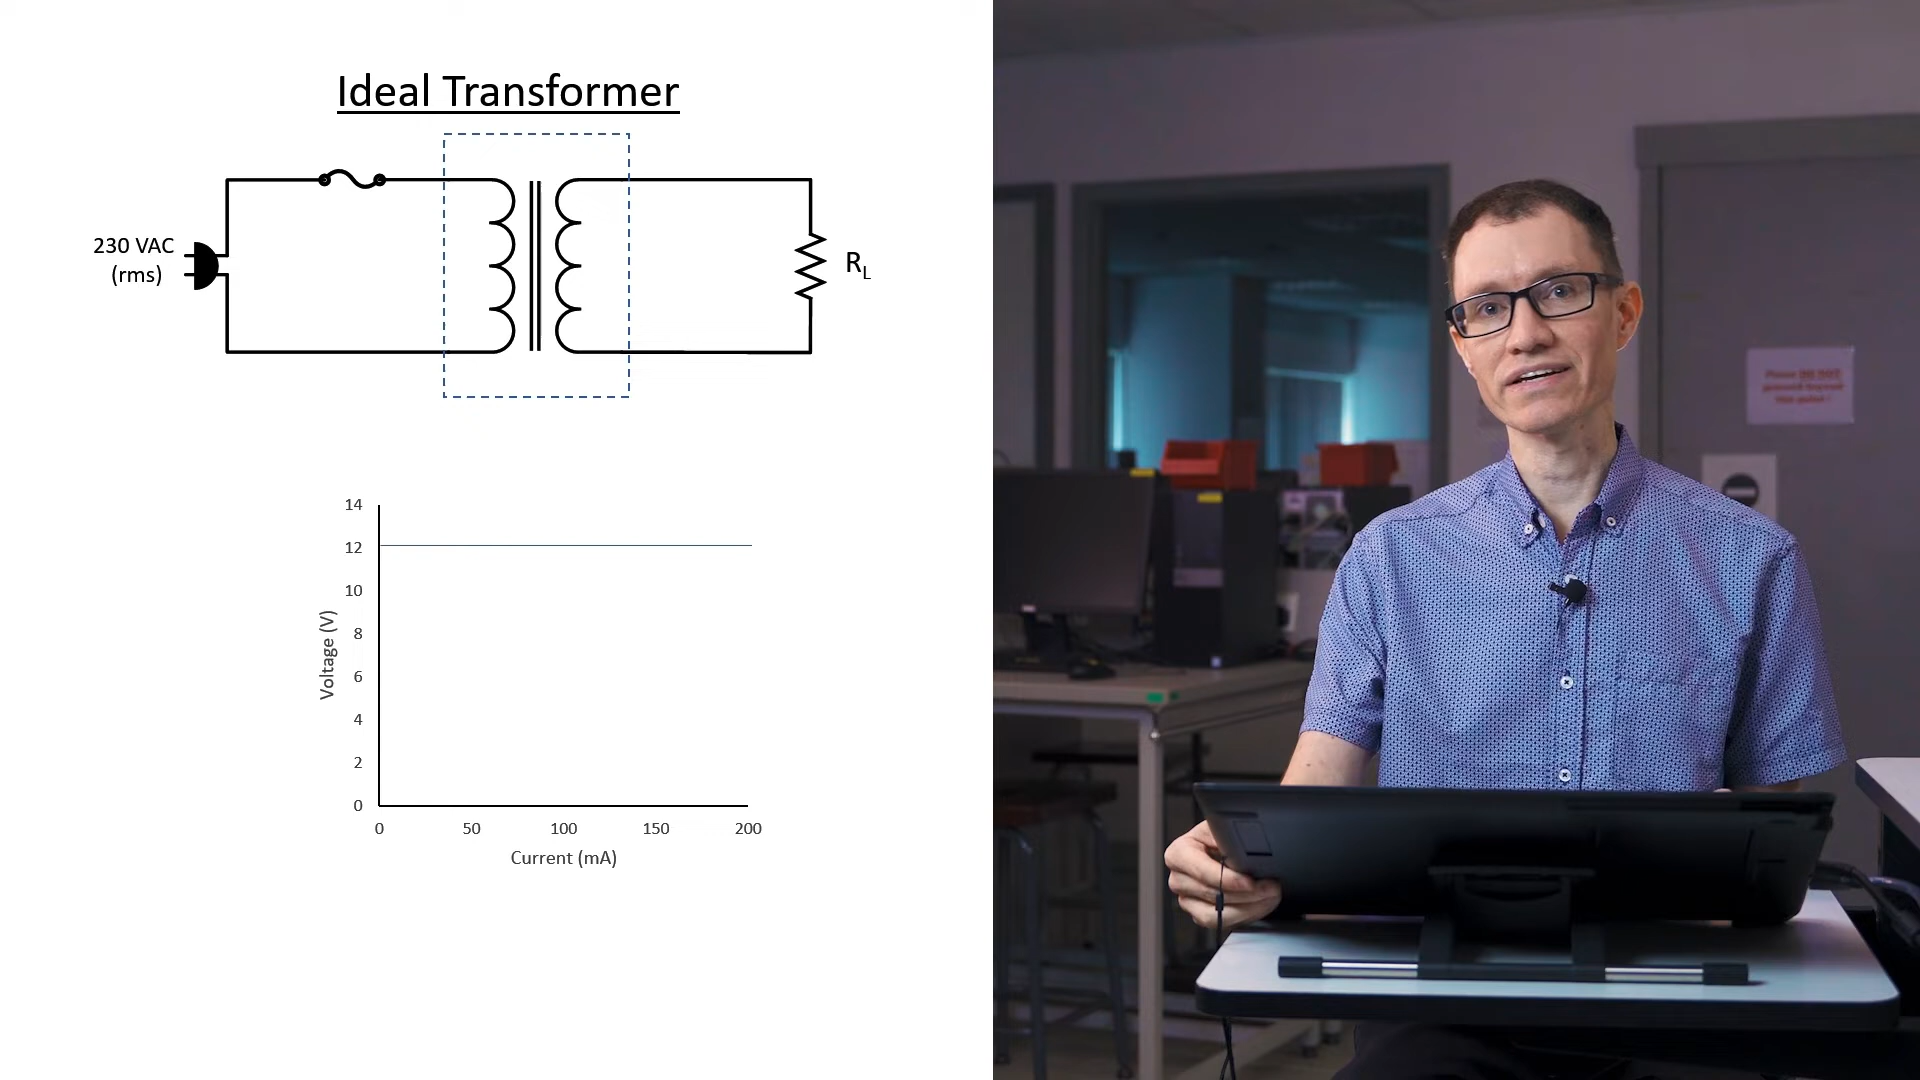 Ideal Transformer
230 VAC
(rms)
R_L
14
12
10
8
6
4
2
0
Voltage (V)
0 50 100 150 200
Current (mA)